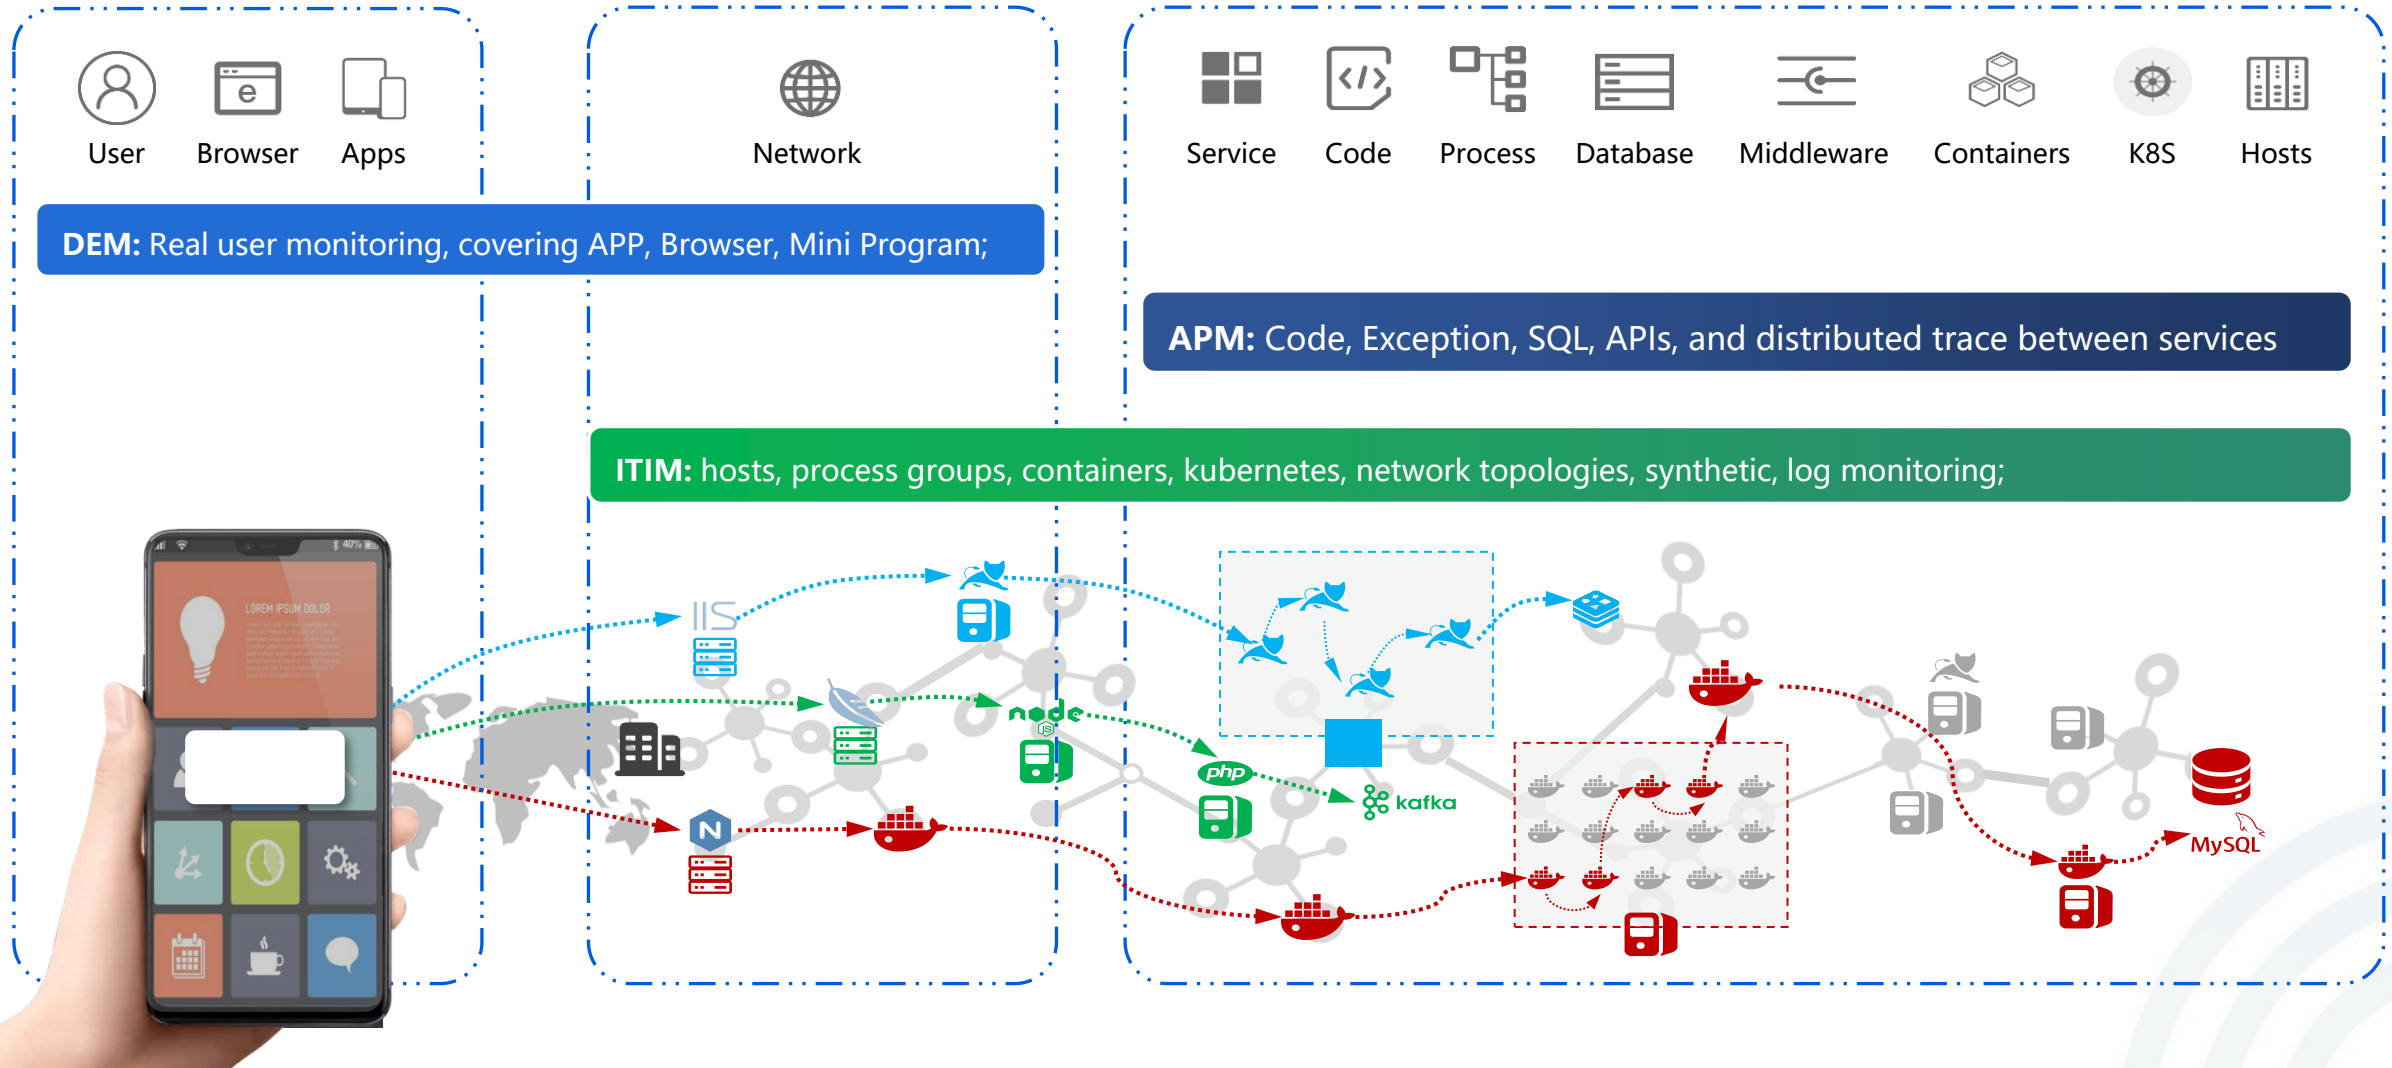 User
Browser
Apps
Network
Service
Code
Process
Database
Middleware
Containers
K8S
Hosts
DEM: Real user monitoring, covering APP, Browser, Mini Program;
APM: Code, Exception, SQL, APIs, and distributed trace between services
ITIM: hosts, process groups, containers, kubernetes, network topologies, synthetic, log monitoring;
40%
LOREM IPSUM DOLOR
IIS
node
JS
php
kafka
N
MySQL